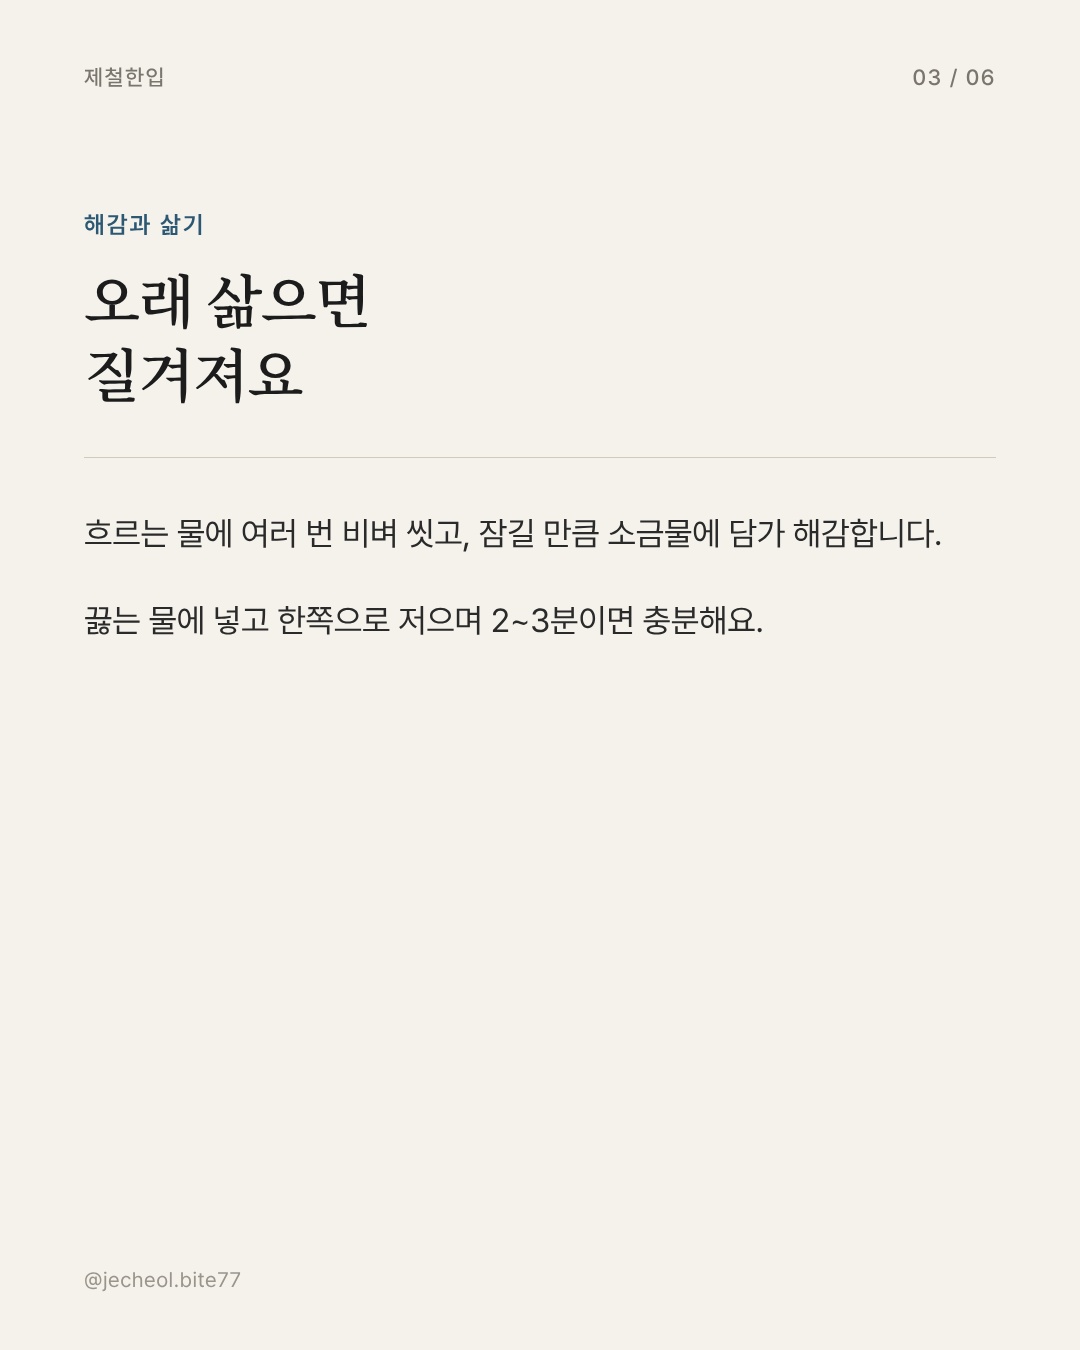 제철한입
03 / 06
해감과 삶기
오래 삶으면
질겨져요
흐르는 물에 여러 번 비벼 씻고, 잠길 만큼 소금물에 담가 해감합니다.
끓는 물에 넣고 한쪽으로 저으며 2~3분이면 충분해요.
@jecheol.bite77